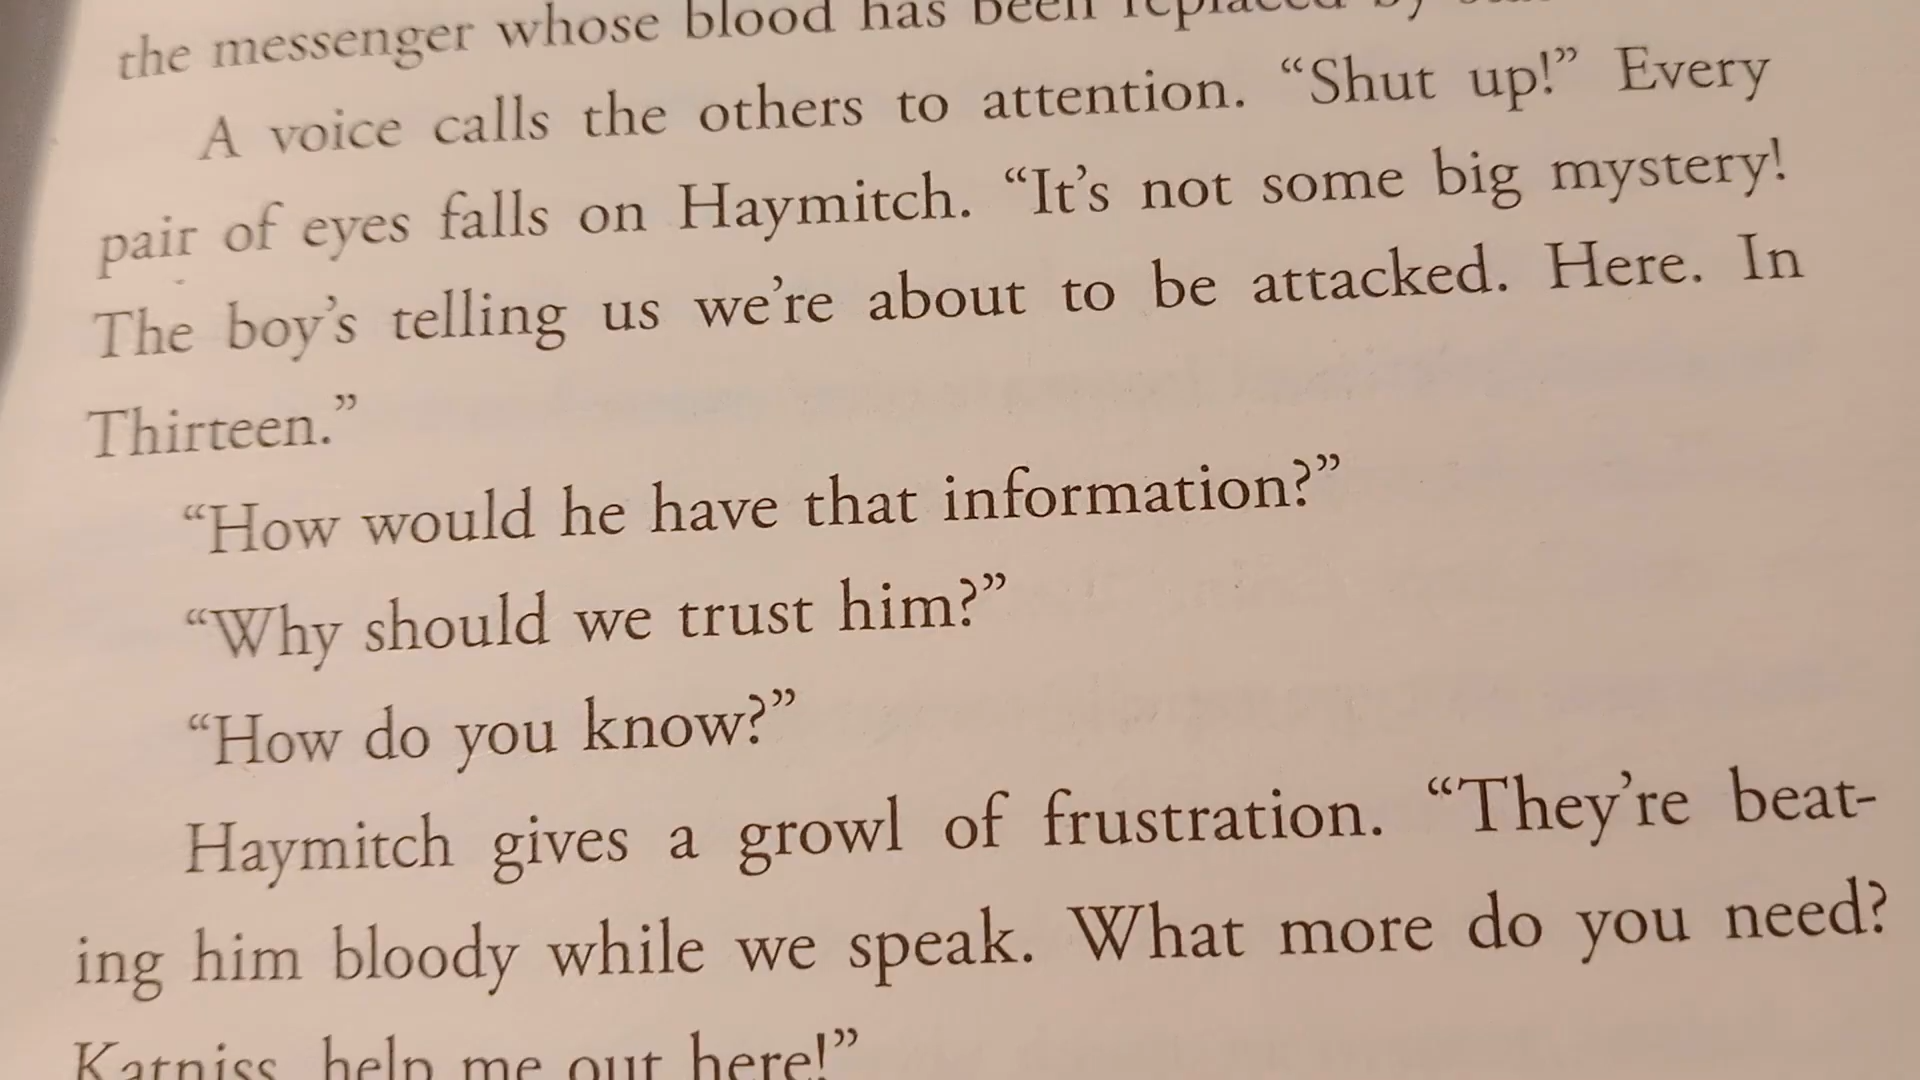 the messenger whose blood has been replaced by
A voice calls the others to attention. “Shut up!” Every
pair of eyes falls on Haymitch. “It’s not some big mystery!
The boy’s telling us we’re about to be attacked. Here. In
Thirteen.”
“How would he have that information?”
“Why should we trust him?”
“How do you know?”
Haymitch gives a growl of frustration. “They’re beat-
ing him bloody while we speak. What more do you need?
Katniss, help me out here!”